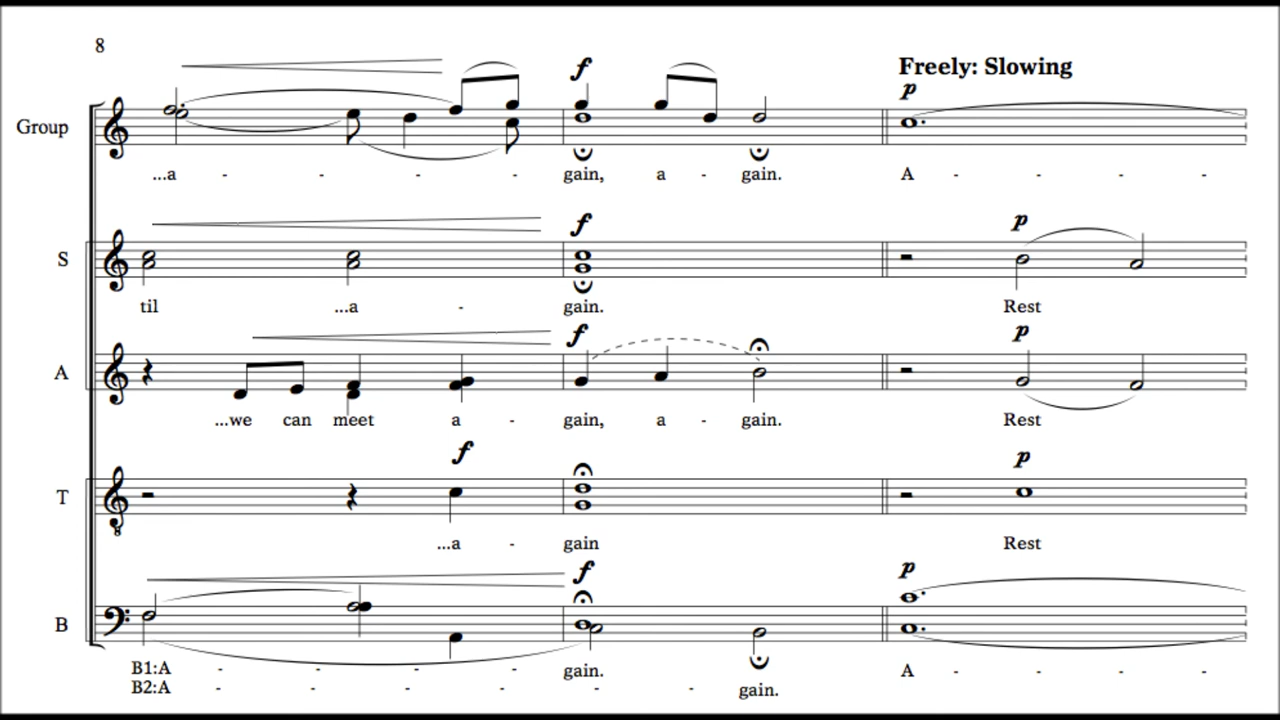 8
Freely: Slowing
f p
Group
...a - - - - gain, a - gain. A - - - -
f p
S
til ...a - gain. Rest
f p
A
...we can meet a - gain, a - gain. Rest
f p
T
8
...a - gain Rest
f p
B
B1:A - - - - gain. A - - - -
B2:A - - - - - - gain.